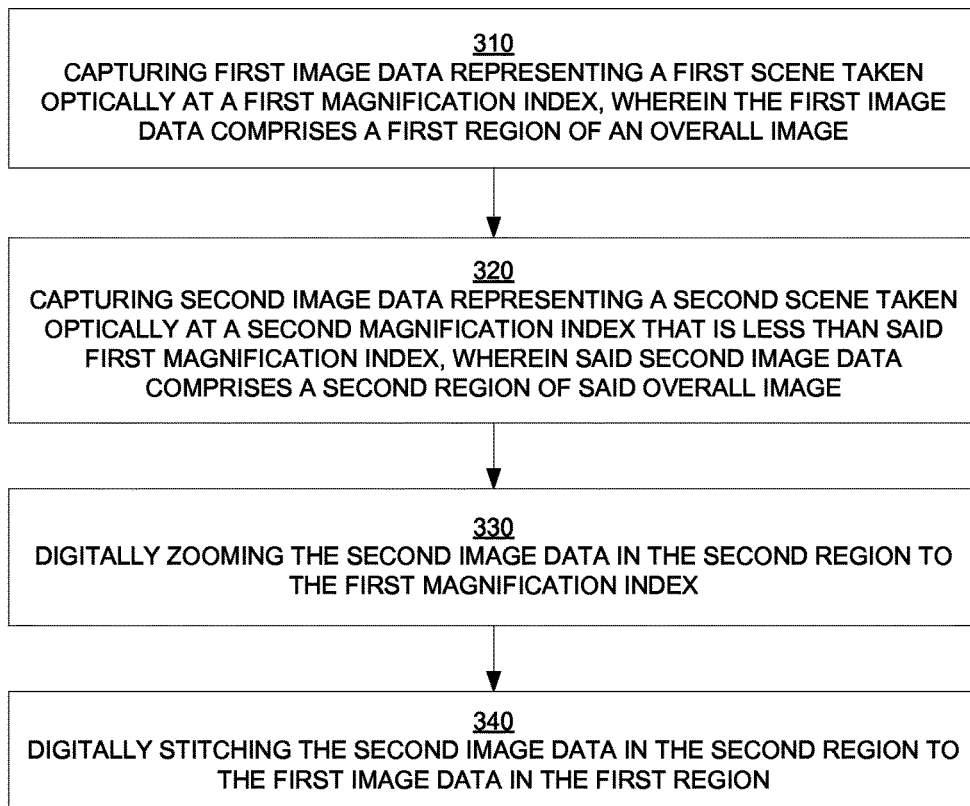 310
CAPTURING FIRST IMAGE DATA REPRESENTING A FIRST SCENE TAKEN
OPTICALLY AT A FIRST MAGNIFICATION INDEX, WHEREIN THE FIRST IMAGE
DATA COMPRISES A FIRST REGION OF AN OVERALL IMAGE
320
CAPTURING SECOND IMAGE DATA REPRESENTING A SECOND SCENE TAKEN
OPTICALLY AT A SECOND MAGNIFICATION INDEX THAT IS LESS THAN SAID
FIRST MAGNIFICATION INDEX, WHEREIN SAID SECOND IMAGE DATA
COMPRISES A SECOND REGION OF SAID OVERALL IMAGE
330
DIGITALLY ZOOMING THE SECOND IMAGE DATA IN THE SECOND REGION TO
THE FIRST MAGNIFICATION INDEX
340
DIGITALLY STITCHING THE SECOND IMAGE DATA IN THE SECOND REGION TO
THE FIRST IMAGE DATA IN THE FIRST REGION